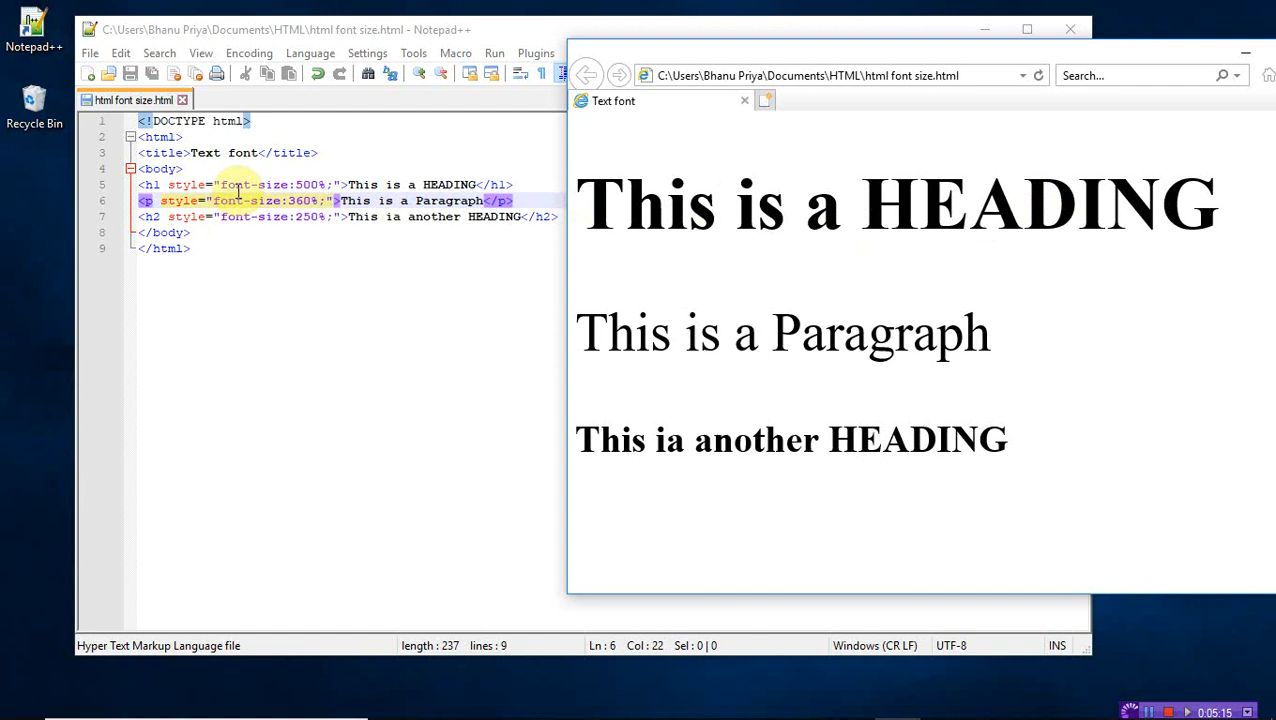 Notepad++
Recycle Bin
C:\Users\Bhanu Priya\Documents\HTML\html font size.html - Notepad++
File Edit Search View Encoding Language Settings Tools Macro Run Plugins
html font size.html
1 <!DOCTYPE html>
2 <html>
3 <title>Text font</title>
4 <body>
5 <h1 style="font-size:500%;">This is a HEADING</h1>
6 <p style="font-size:360%;">This is a Paragraph</p>
7 <h2 style="font-size:250%;">This ia another HEADING</h2>
8 </body>
9 </html>
Hyper Text Markup Language file length : 237 lines : 9 Ln : 6 Col : 22 Sel : 0 | 0 Windows (CR LF) UTF-8 INS
C:\Users\Bhanu Priya\Documents\HTML\html font size.html Search...
Text font
This is a HEADING
This is a Paragraph
This ia another HEADING
0:05:15